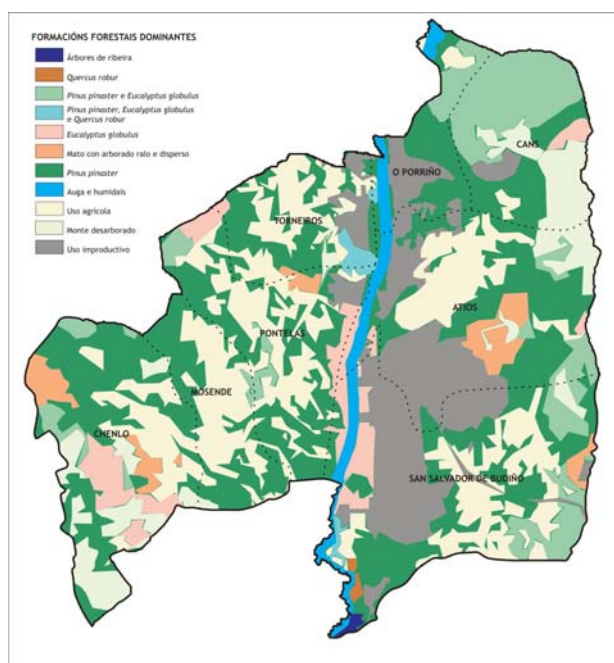 FORMACIÓNS FORESTAIS DOMINANTES
Árbores de ribeira
Quercus robur
Pinus pinaster e Eucalyptus globulus
Pinus pinaster, Eucalyptus globulus
e Quercus robur
Eucalyptus globulus
Mato con arborado ralo e disperso
Pinus pinaster
Auga e humidais
Uso agrícola
Monte desarborado
Uso improductivo
CANS
O PORRIÑO
TORNEIROS
ATIOS
PONTELAS
MOSENDE
CHENLO
SAN SALVADOR DE BUDIÑO